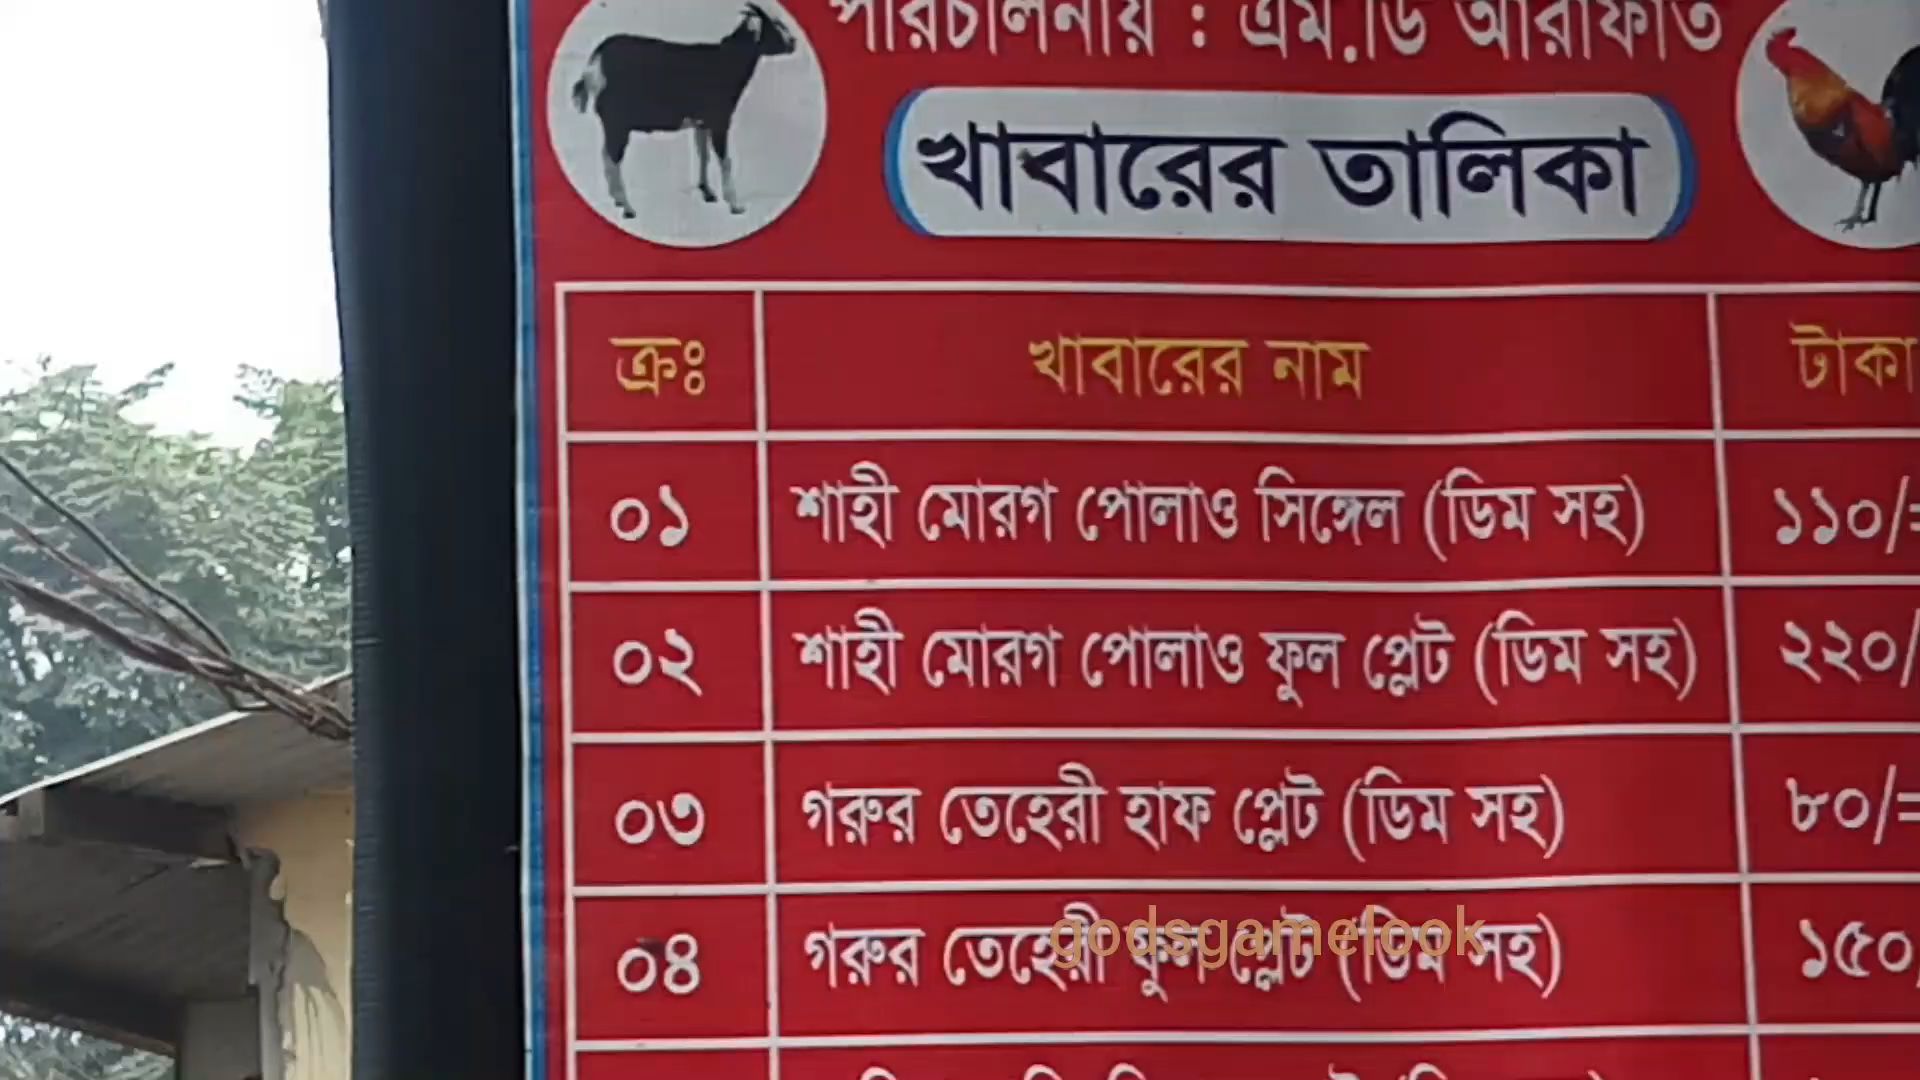 পরিচালনায় : এম.ডি আরাফাত
খাবারের তালিকা
ক্রঃ খাবারের নাম টাকা
০১ শাহী মোরগ পোলাও সিঙ্গেল (ডিম সহ) ১১০/=
০২ শাহী মোরগ পোলাও ফুল প্লেট (ডিম সহ) ২২০/
০৩ গরুর তেহেরী হাফ প্লেট (ডিম সহ) ৮০/=
০৪ গরুর তেহেরী ফুল প্লেট (ডিম সহ) ১৫০
godsgamelook